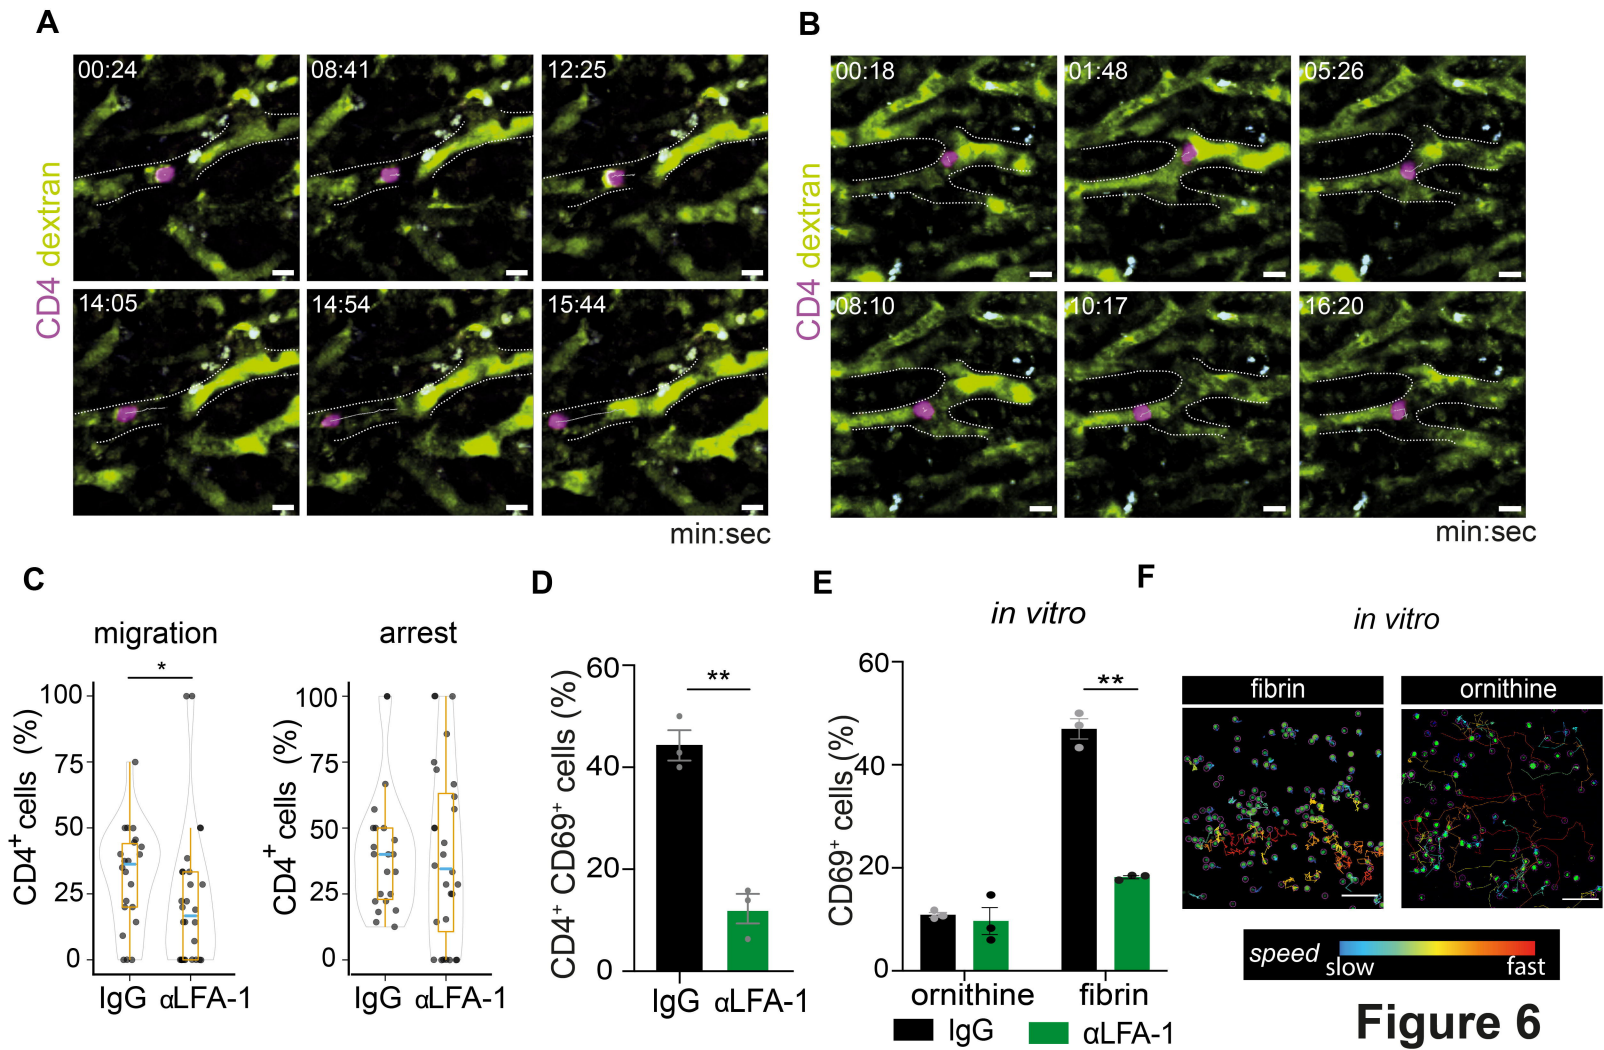 A
B
00:24
08:41
12:25
00:18
01:48
05:26
CD4 dextran
CD4 dextran
14:05
14:54
15:44
08:10
10:17
16:20
min:sec
min:sec
C
D
E
F
migration
arrest
in vitro
in vitro
*
**
**
CD4+ cells (%)
100
75
50
25
0
IgG
αLFA-1
CD4+ cells (%)
100
75
50
25
0
IgG
αLFA-1
CD4+ CD69+ cells (%)
60
40
20
0
IgG
αLFA-1
CD69+ cells (%)
60
40
20
0
ornithine
fibrin
IgG
αLFA-1
fibrin
ornithine
speed
slow
fast
Figure 6